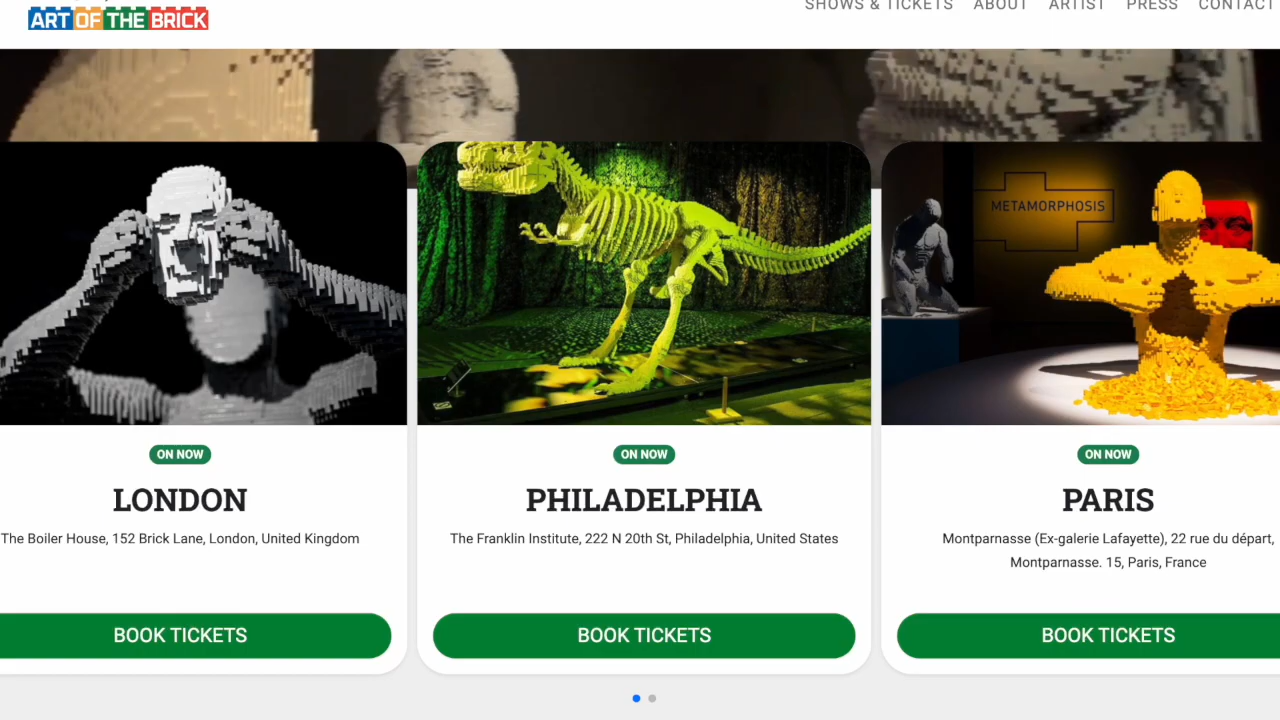 ART OF THE BRICK
SHOWS & TICKETS ABOUT ARTIST PRESS CONTACT
METAMORPHOSIS
ON NOW
LONDON
The Boiler House, 152 Brick Lane, London, United Kingdom
BOOK TICKETS
ON NOW
PHILADELPHIA
The Franklin Institute, 222 N 20th St, Philadelphia, United States
BOOK TICKETS
ON NOW
PARIS
Montparnasse (Ex-galerie Lafayette), 22 rue du départ,
Montparnasse. 15, Paris, France
BOOK TICKETS